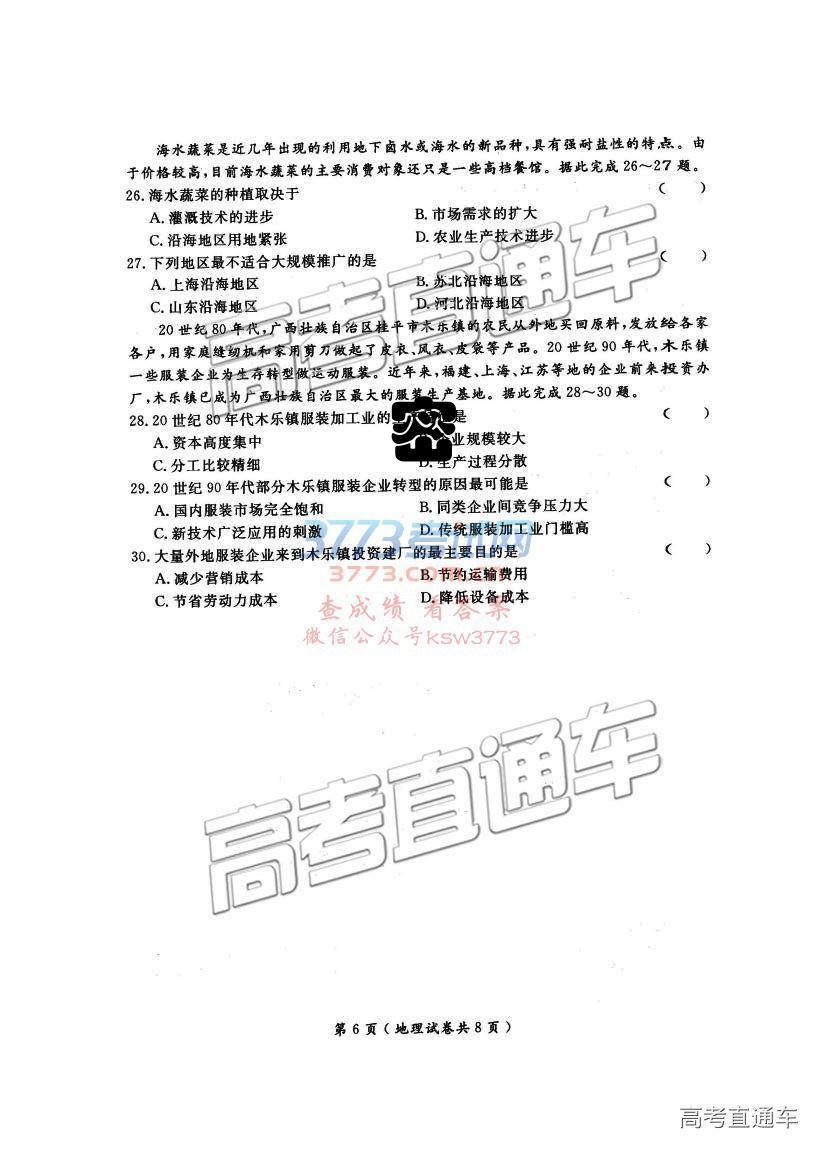 海水蔬菜是近几年出现的利用地下卤水或海水的新品种，具有强耐盐性的特点。由
于价格较高，目前海水蔬菜的主要消费对象还只是一些高档餐馆。据此完成26～27题。
26.海水蔬菜的种植取决于 （ ）
A.灌溉技术的进步 B.市场需求的扩大
C.沿海地区用地紧张 D.农业生产技术进步
27.下列地区最不适合大规模推广的是 （ ）
A.上海沿海地区 B.苏北沿海地区
C.山东沿海地区 D.河北沿海地区
20世纪80年代，广西壮族自治区桂平市木乐镇的农民从外地买回原料，发放给各家
各户，用家庭缝纫机和家用剪刀做起了皮衣、风衣、皮袋等产品。20世纪90年代，木乐镇
一些服装企业为生存转型做运动服装。近年来，福建、上海、江苏等地的企业前来投资办
厂，木乐镇已成为广西壮族自治区最大的服装生产基地。据此完成28～30题。
28.20世纪80年代木乐镇服装加工业的 是 （ ）
A.资本高度集中 业规模较大
C.分工比较精细 D.生产过程分散
29.20世纪90年代部分木乐镇服装企业转型的原因最可能是 （ ）
A.国内服装市场完全饱和 B.同类企业间竞争压力大
C.新技术广泛应用的刺激 D.传统服装加工业门槛高
30.大量外地服装企业来到木乐镇投资建厂的最主要目的是 （ ）
A.减少营销成本 B.节约运输费用
C.节省劳动力成本 D.降低设备成本
高考直通车
3773考试网
3773.com.cn
查成绩 看答案
微信公众号ksw3773
高考直通车
第6页（地理试卷共8页）
高考直通车